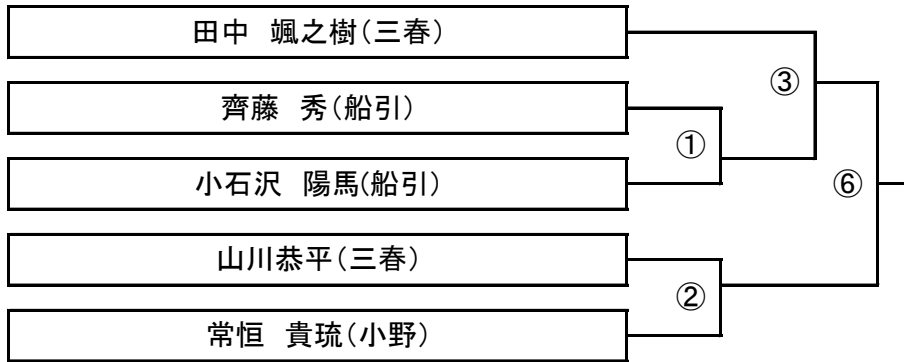 田中　颯之樹(三春)
③
齊藤　秀(船引)
①
小石沢　陽馬(船引)
⑥
山川恭平(三春)
②
常恒　貴琉(小野)